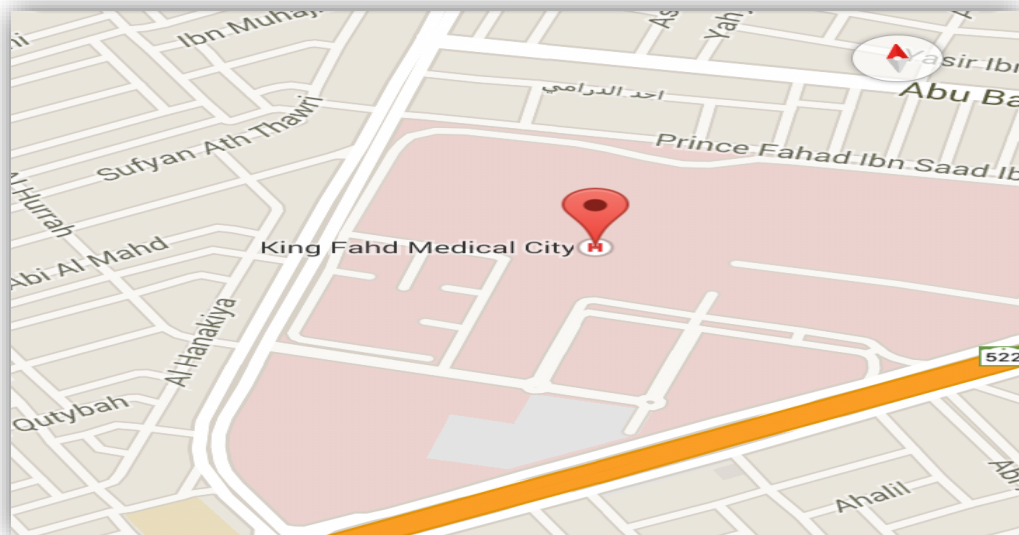 Ibn Muhaj
Yah
Yasir Ibn
Abu Ba
احد الدرامي
Sufyan Ath Thawri
Prince Fahad Ibn Saad Ib
Al Hurrah
King Fahd Medical City
H
Abi Al Mahd
Al Hanakiya
522
Qutybah
Ahalil